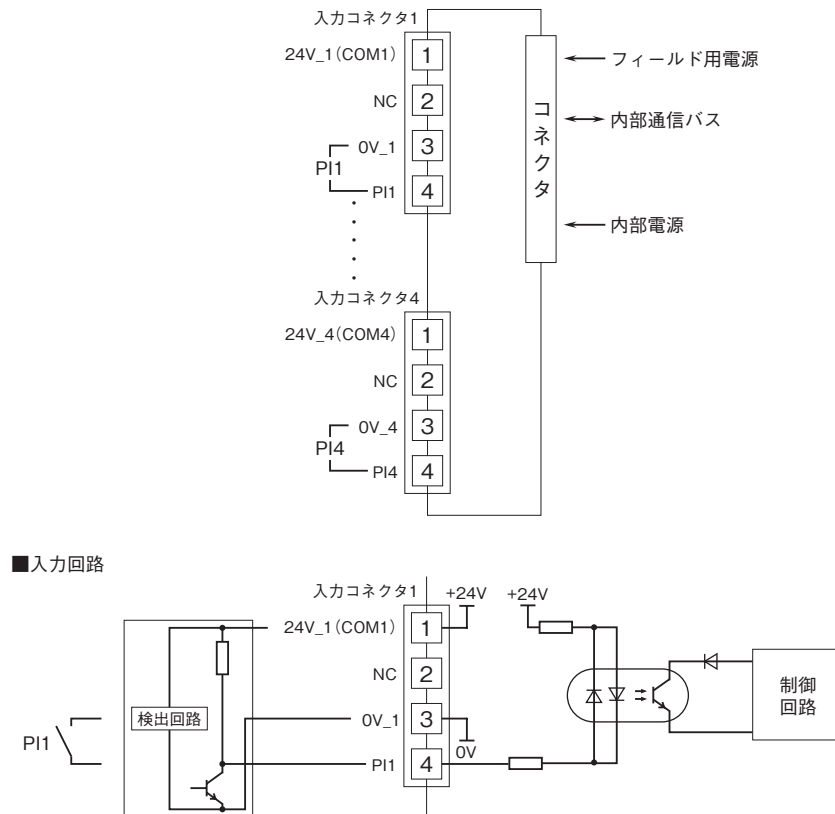 入力コネクタ1
24V_1(COM1)
1
フィールド用電源
NC
2
コネクタ
内部通信バス
0V_1
3
PI1
PI1
4
内部電源
入力コネクタ4
24V_4(COM4)
1
NC
2
0V_4
3
PI4
PI4
4
■入力回路
入力コネクタ1
+24V
+24V
24V_1(COM1)
1
NC
2
制御
回路
検出回路
0V_1
3
0V
PI1
PI1
4